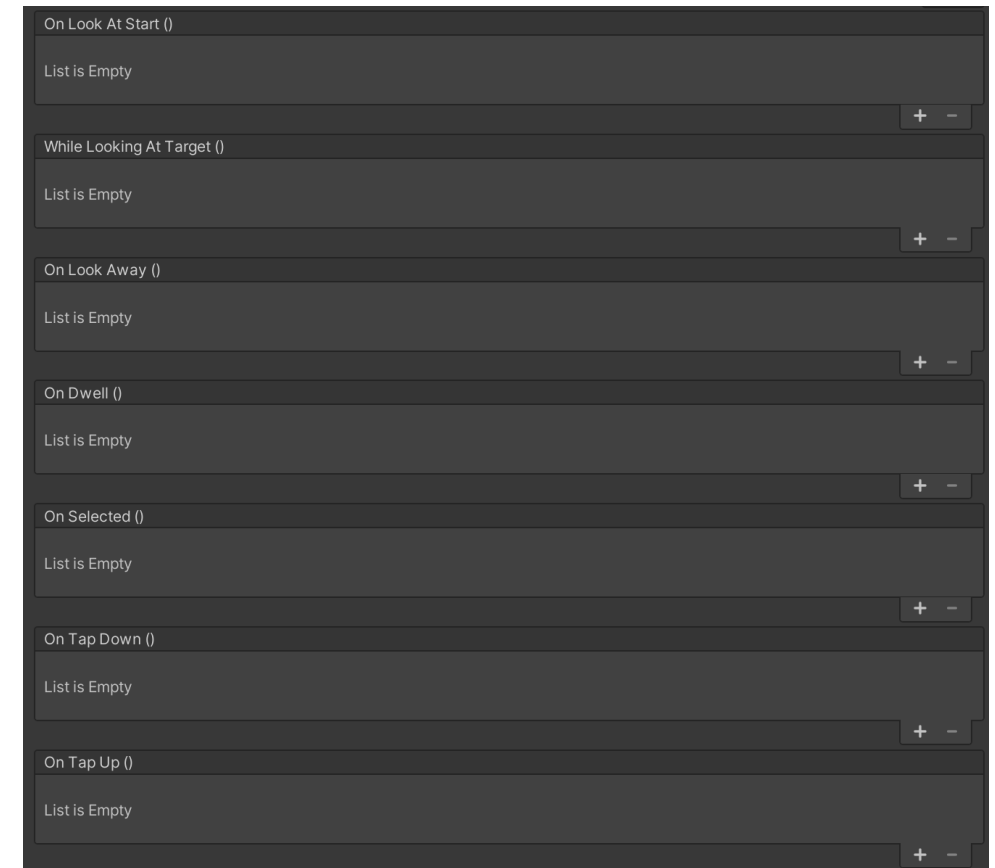 On Look At Start ()
List is Empty
+ −
While Looking At Target ()
List is Empty
+ −
On Look Away ()
List is Empty
+ −
On Dwell ()
List is Empty
+ −
On Selected ()
List is Empty
+ −
On Tap Down ()
List is Empty
+ −
On Tap Up ()
List is Empty
+ −